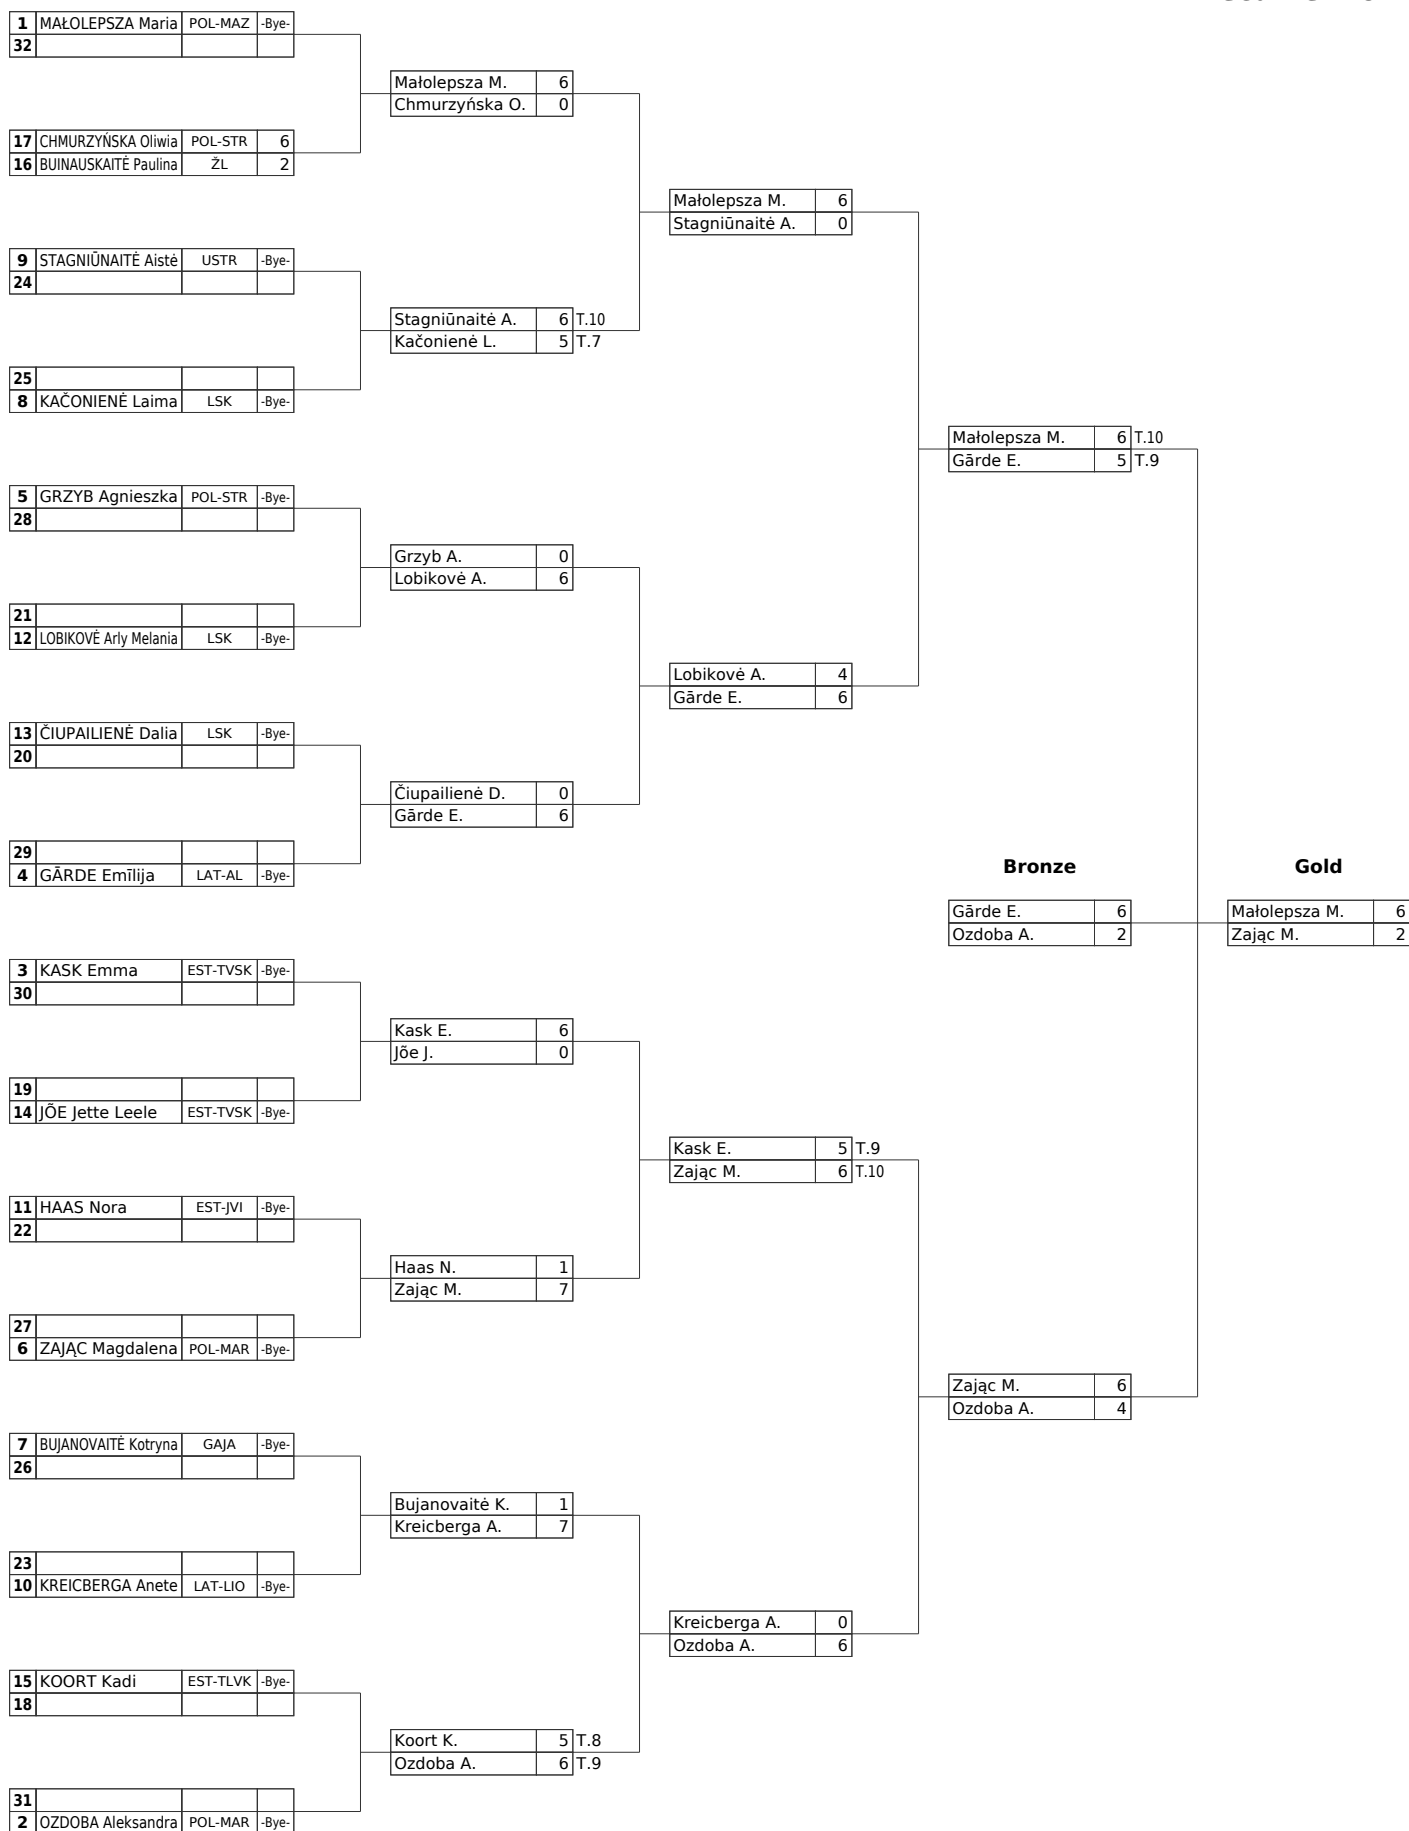 1 MAŁOLEPSZA Maria POL-MAZ -Bye-
32
Małolepsza M. 6
Chmurzyńska O. 0
17 CHMURZYŃSKA Oliwia POL-STR 6
16 BUINAUSKAITĖ Paulina ŽL 2
Małolepsza M. 6
Stagniūnaitė A. 0
9 STAGNIŪNAITĖ Aistė USTR -Bye-
24
Stagniūnaitė A. 6 T.10
Kačonienė L. 5 T.7
25
8 KAČONIENĖ Laima LSK -Bye-
Małolepsza M. 6 T.10
Gārde E. 5 T.9
5 GRZYB Agnieszka POL-STR -Bye-
28
Grzyb A. 0
Lobikovė A. 6
21
12 LOBIKOVĖ Arly Melania LSK -Bye-
Lobikovė A. 4
Gārde E. 6
13 ČIUPAILIENĖ Dalia LSK -Bye-
20
Čiupailienė D. 0
Gārde E. 6
29
4 GĀRDE Emīlija LAT-AL -Bye-
Bronze Gold
Gārde E. 6 Małolepsza M. 6
Ozdoba A. 2 Zając M. 2
3 KASK Emma EST-TVSK -Bye-
30
Kask E. 6
Jõe J. 0
19
14 JÕE Jette Leele EST-TVSK -Bye-
Kask E. 5 T.9
Zając M. 6 T.10
11 HAAS Nora EST-JVI -Bye-
22
Haas N. 1
Zając M. 7
27
6 ZAJĄC Magdalena POL-MAR -Bye-
Zając M. 6
Ozdoba A. 4
7 BUJANOVAITĖ Kotryna GAJA -Bye-
26
Bujanovaitė K. 1
Kreicberga A. 7
23
10 KREICBERGA Anete LAT-LIO -Bye-
Kreicberga A. 0
Ozdoba A. 6
15 KOORT Kadi EST-TLVK -Bye-
18
Koort K. 5 T.8
Ozdoba A. 6 T.9
31
2 OZDOBA Aleksandra POL-MAR -Bye-